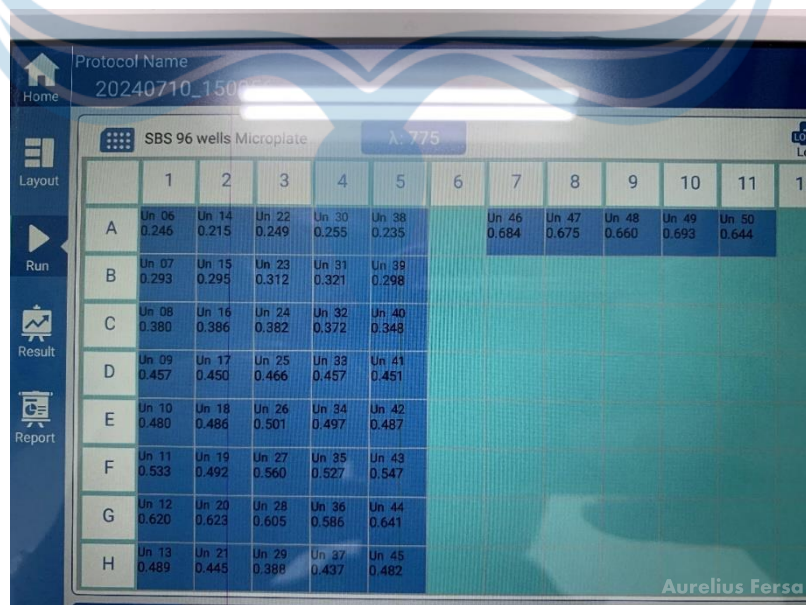 Protocol Name
20240710_150
Home
SBS 96 wells Microplate
λ: 775
Layout
1 2 3 4 5 6 7 8 9 10 11 1
Un 06 Un 14 Un 22 Un 30 Un 38 Un 46 Un 47 Un 48 Un 49 Un 50
A 0.246 0.215 0.249 0.255 0.235 0.684 0.675 0.660 0.693 0.644
Run
Un 07 Un 15 Un 23 Un 31 Un 39
B 0.293 0.295 0.312 0.321 0.298
Un 08 Un 16 Un 24 Un 32 Un 40
C 0.380 0.386 0.382 0.372 0.348
Result
Un 09 Un 17 Un 25 Un 33 Un 41
D 0.457 0.450 0.466 0.457 0.451
Un 10 Un 18 Un 26 Un 34 Un 42
E 0.480 0.486 0.501 0.497 0.487
Report
Un 11 Un 19 Un 27 Un 35 Un 43
F 0.533 0.492 0.560 0.527 0.547
Un 12 Un 20 Un 28 Un 36 Un 44
G 0.620 0.623 0.605 0.586 0.641
Un 13 Un 21 Un 29 Un 37 Un 45
H 0.489 0.445 0.388 0.437 0.482
Aurelius Fersa